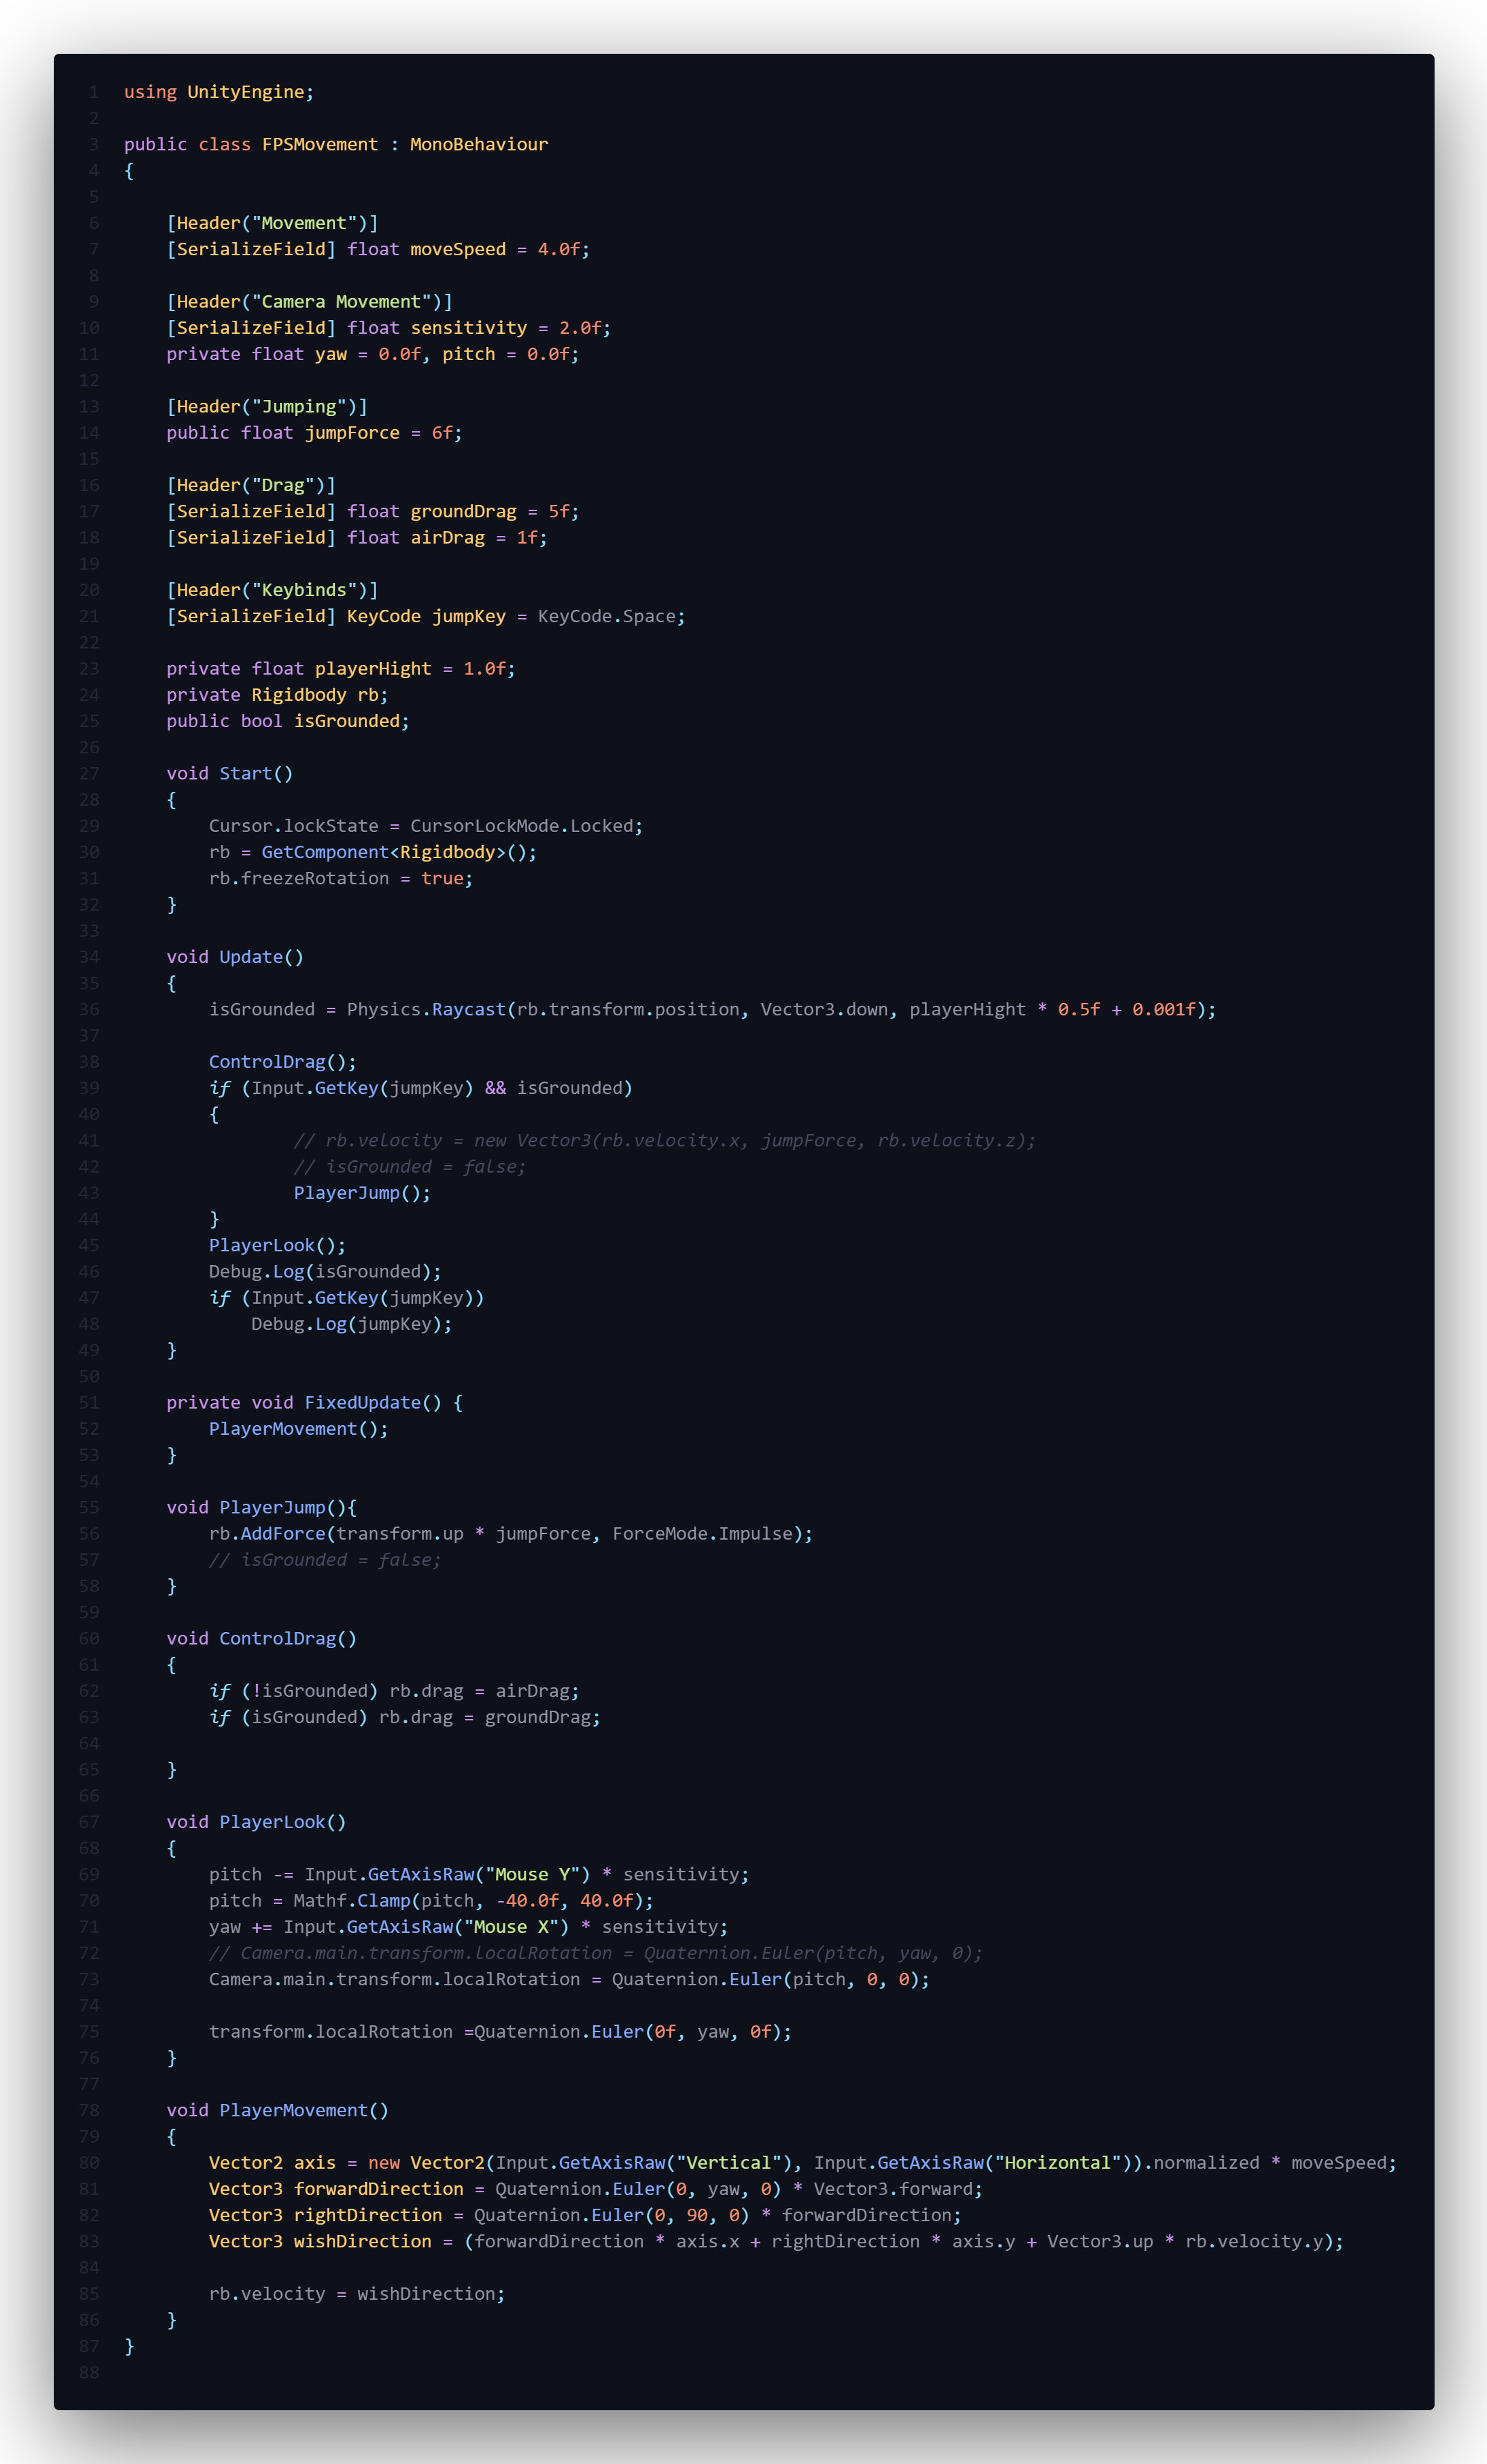 1 using UnityEngine;
2
3 public class FPSMovement : MonoBehaviour
4 {
5
6     [Header("Movement")]
7     [SerializeField] float moveSpeed = 4.0f;
8
9     [Header("Camera Movement")]
10     [SerializeField] float sensitivity = 2.0f;
11     private float yaw = 0.0f, pitch = 0.0f;
12
13     [Header("Jumping")]
14     public float jumpForce = 6f;
15
16     [Header("Drag")]
17     [SerializeField] float groundDrag = 5f;
18     [SerializeField] float airDrag = 1f;
19
20     [Header("Keybinds")]
21     [SerializeField] KeyCode jumpKey = KeyCode.Space;
22
23     private float playerHight = 1.0f;
24     private Rigidbody rb;
25     public bool isGrounded;
26
27     void Start()
28     {
29         Cursor.lockState = CursorLockMode.Locked;
30         rb = GetComponent<Rigidbody>();
31         rb.freezeRotation = true;
32     }
33
34     void Update()
35     {
36         isGrounded = Physics.Raycast(rb.transform.position, Vector3.down, playerHight * 0.5f + 0.001f);
37
38         ControlDrag();
39         if (Input.GetKey(jumpKey) && isGrounded)
40         {
41                 // rb.velocity = new Vector3(rb.velocity.x, jumpForce, rb.velocity.z);
42                 // isGrounded = false;
43                 PlayerJump();
44         }
45         PlayerLook();
46         Debug.Log(isGrounded);
47         if (Input.GetKey(jumpKey))
48             Debug.Log(jumpKey);
49     }
50
51     private void FixedUpdate() {
52         PlayerMovement();
53     }
54
55     void PlayerJump(){
56         rb.AddForce(transform.up * jumpForce, ForceMode.Impulse);
57         // isGrounded = false;
58     }
59
60     void ControlDrag()
61     {
62         if (!isGrounded) rb.drag = airDrag;
63         if (isGrounded) rb.drag = groundDrag;
64
65     }
66
67     void PlayerLook()
68     {
69         pitch -= Input.GetAxisRaw("Mouse Y") * sensitivity;
70         pitch = Mathf.Clamp(pitch, -40.0f, 40.0f);
71         yaw += Input.GetAxisRaw("Mouse X") * sensitivity;
72         // Camera.main.transform.localRotation = Quaternion.Euler(pitch, yaw, 0);
73         Camera.main.transform.localRotation = Quaternion.Euler(pitch, 0, 0);
74
75         transform.localRotation =Quaternion.Euler(0f, yaw, 0f);
76     }
77
78     void PlayerMovement()
79     {
80         Vector2 axis = new Vector2(Input.GetAxisRaw("Vertical"), Input.GetAxisRaw("Horizontal")).normalized * moveSpeed;
81         Vector3 forwardDirection = Quaternion.Euler(0, yaw, 0) * Vector3.forward;
82         Vector3 rightDirection = Quaternion.Euler(0, 90, 0) * forwardDirection;
83         Vector3 wishDirection = (forwardDirection * axis.x + rightDirection * axis.y + Vector3.up * rb.velocity.y);
84
85         rb.velocity = wishDirection;
86     }
87 }
88